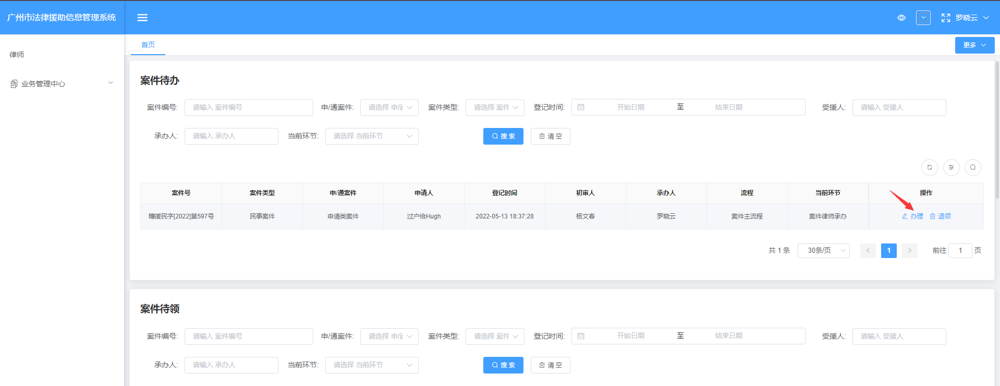 广州市法律援助信息管理系统
罗晓云
律师
业务管理中心
首页
更多
案件待办
案件编号: 请输入 案件编号 申/通案件: 请选择 申/通 案件类型: 请选择 案件 登记时间: 开始日期 至 结束日期 受援人: 请输入 受援人
承办人: 请输入 承办人 当前环节: 请选择 当前环节 搜 索 清 空
案件号 案件类型 申/通案件 申请人 登记时间 初审人 承办人 流程 当前环节 操作
穗援民字[2022]第597号 民事案件 申请类案件 过户给Hugh 2022-05-13 18:37:28 杨文春 罗晓云 案件主流程 案件律师承办 办理 退领
共 1 条 30条/页 1 前往 1 页
案件待领
案件编号: 请输入 案件编号 申/通案件: 请选择 申/通 案件类型: 请选择 案件 登记时间: 开始日期 至 结束日期 受援人: 请输入 受援人
承办人: 请输入 承办人 当前环节: 请选择 当前环节 搜 索 清 空